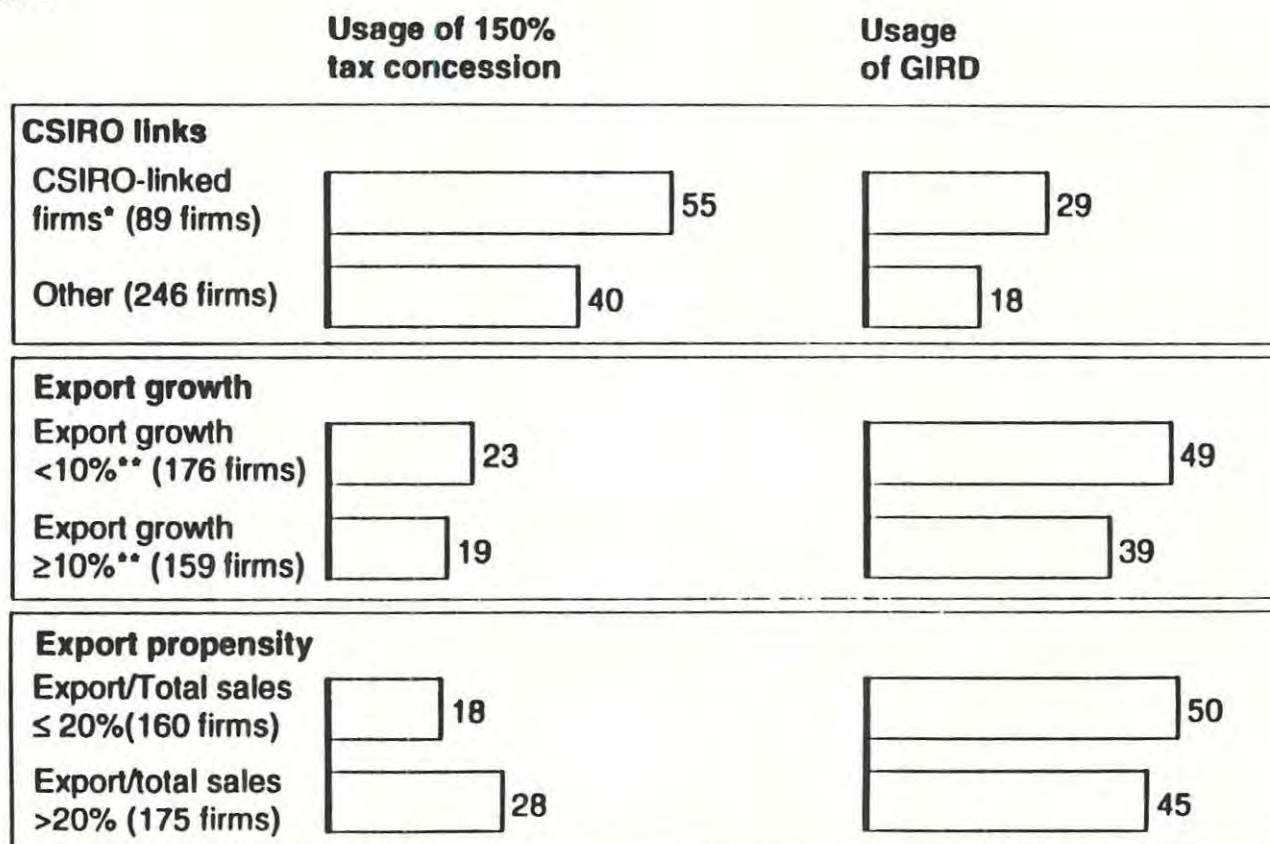 Usage of 150%
tax concession
Usage
of GIRD
CSIRO links
CSIRO-linked
firms* (89 firms)
55
29
Other (246 firms)
40
18
Export growth
Export growth
<10%** (176 firms)
23
49
Export growth
≥10%** (159 firms)
19
39
Export propensity
Export/Total sales
≤ 20%(160 firms)
18
50
Export/total sales
>20% (175 firms)
28
45